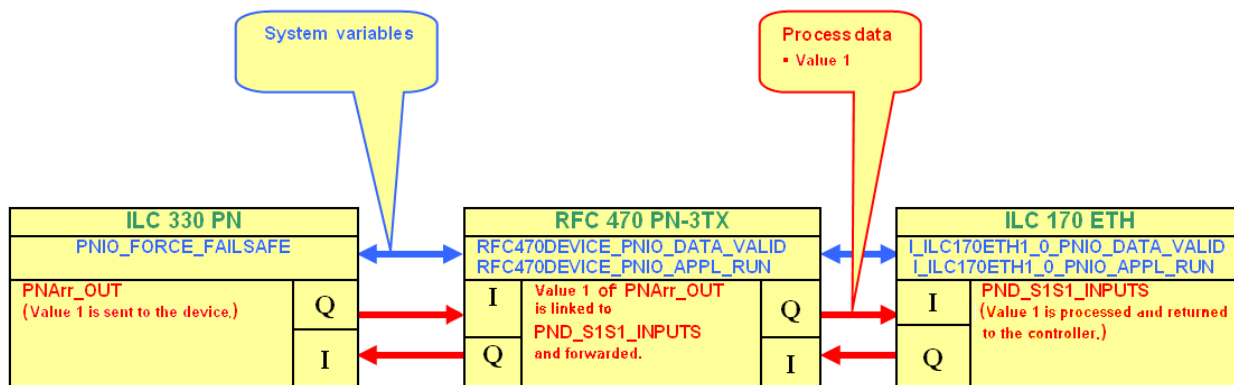 System variables
Process data
▪ Value 1
ILC 330 PN
PNIO_FORCE_FAILSAFE
PNArr_OUT
(Value 1 is sent to the device.)
Q
I
RFC 470 PN-3TX
RFC470DEVICE_PNIO_DATA_VALID
RFC470DEVICE_PNIO_APPL_RUN
I
Q
Value 1 of PNArr_OUT
is linked to
PND_S1S1_INPUTS
and forwarded.
Q
I
ILC 170 ETH
I_ILC170ETH1_0_PNIO_DATA_VALID
I_ILC170ETH1_0_PNIO_APPL_RUN
I
Q
PND_S1S1_INPUTS
(Value 1 is processed and returned
to the controller.)